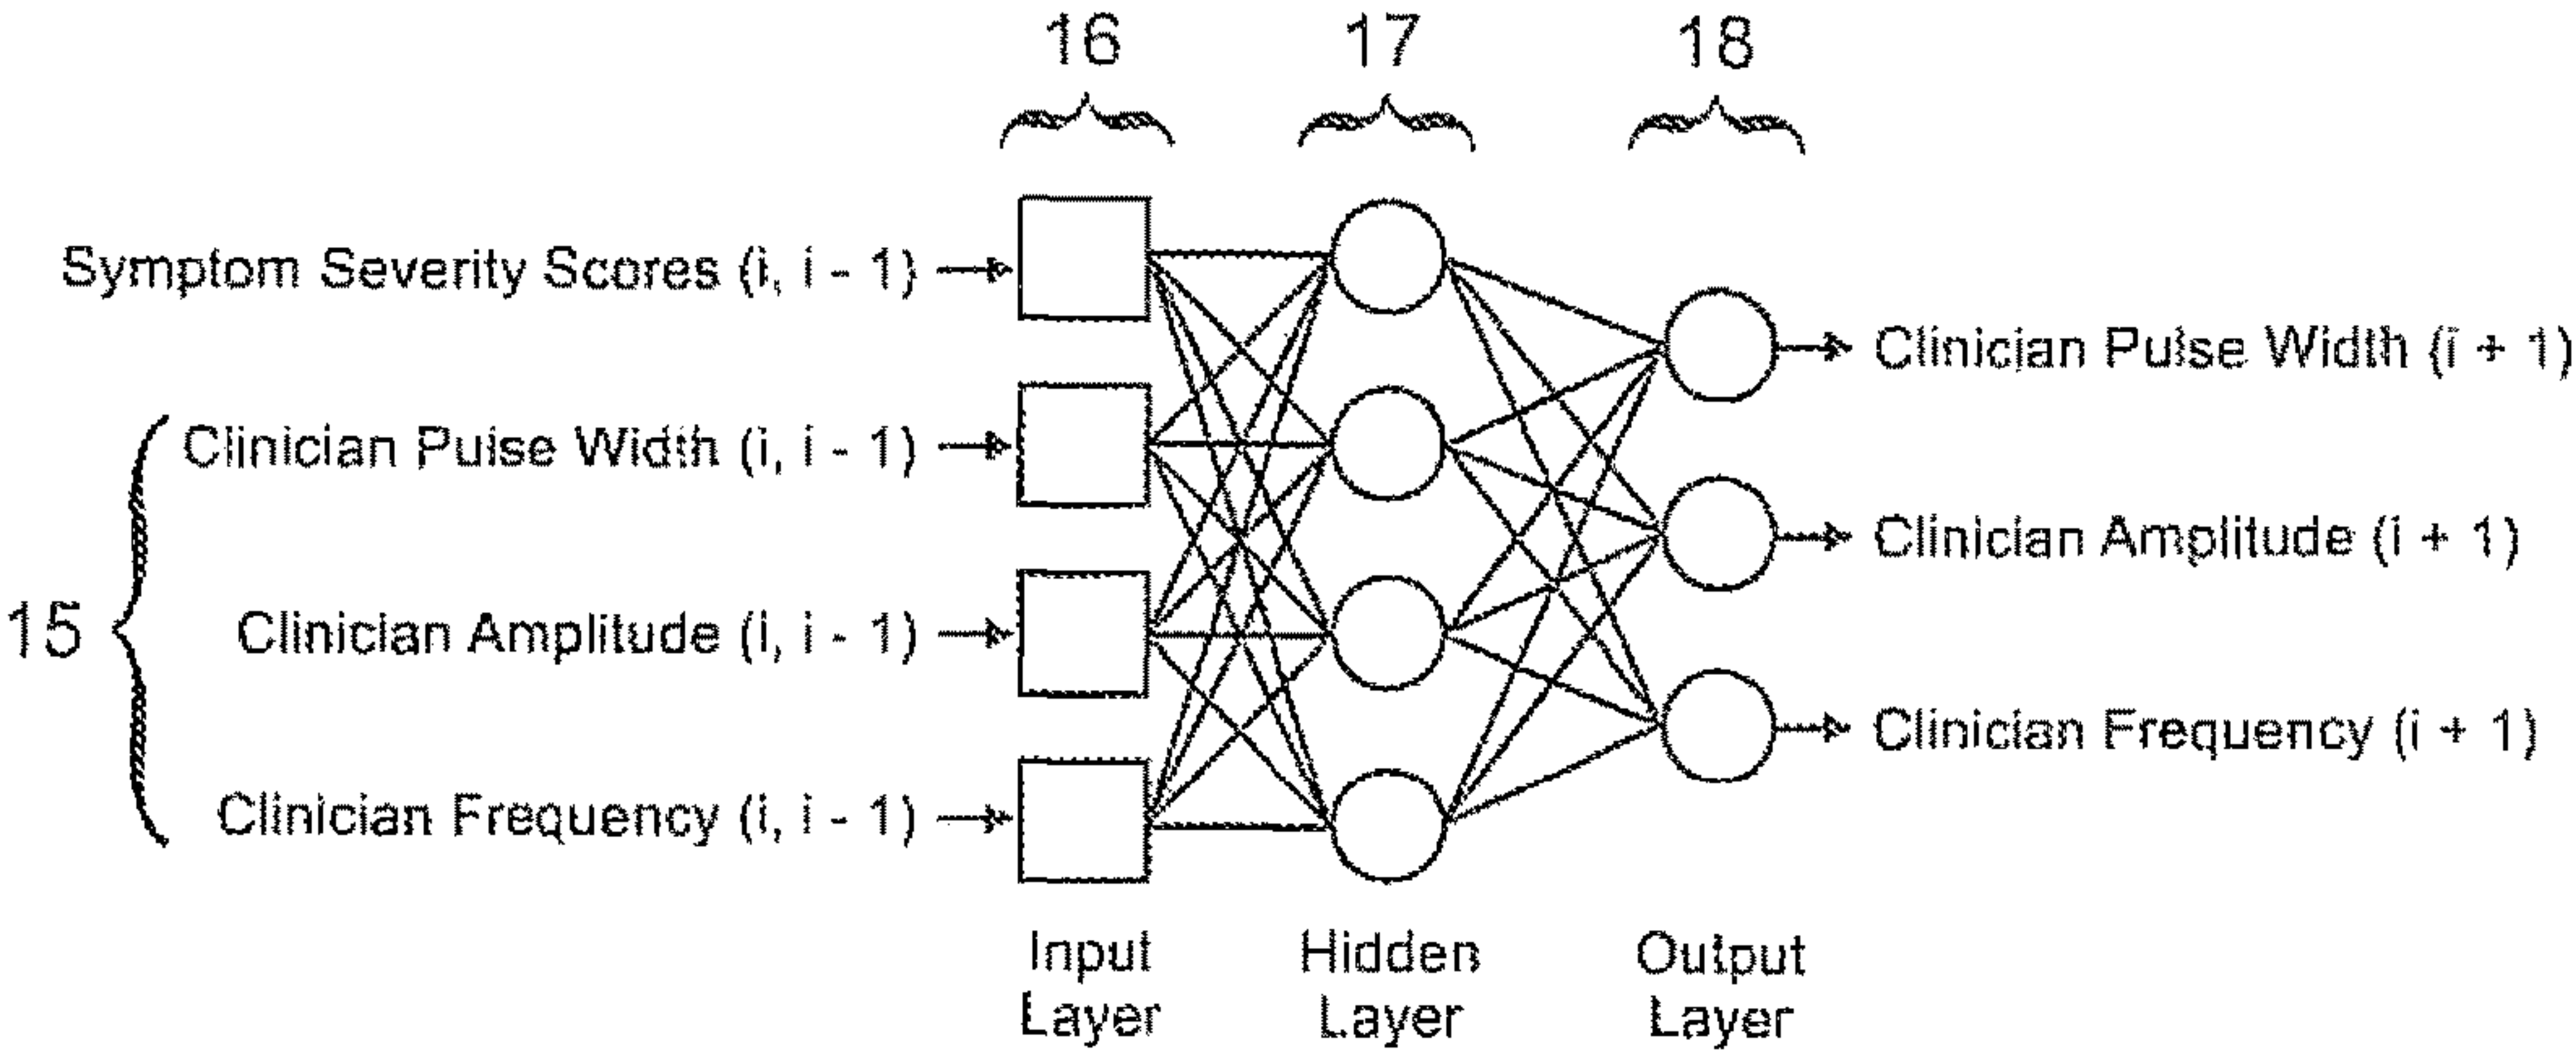 16 17 18
Symptom Severity Scores (i, i - 1)
Clinician Pulse Width (i, i - 1)
Clinician Amplitude (i, i - 1)
Clinician Frequency (i, i - 1)
15
Clinician Pulse Width (i + 1)
Clinician Amplitude (i + 1)
Clinician Frequency (i + 1)
Input
Layer
Hidden
Layer
Output
Layer